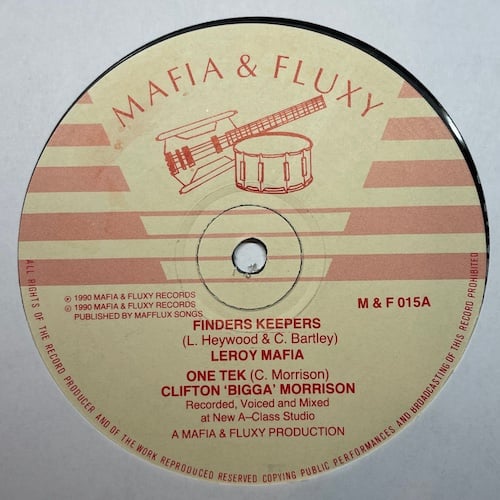 MAFIA & FLUXY
℗ 1990 MAFIA & FLUXY RECORDS
© 1990 MAFIA & FLUXY RECORDS
PUBLISHED BY MAFFLUX SONGS
M & F 015A
FINDERS KEEPERS
(L. Heywood & C. Bartley)
LEROY MAFIA
ONE TEK (C. Morrison)
CLIFTON 'BIGGA' MORRISON
Recorded, Voiced and Mixed
at New A–Class Studio
A MAFIA & FLUXY PRODUCTION
ALL RIGHTS OF THE RECORD PRODUCER AND OF THE WORK REPRODUCED RESERVED COPYING PUBLIC PERFORMANCES AND BROADCASTING OF THIS RECORD PROHIBITED